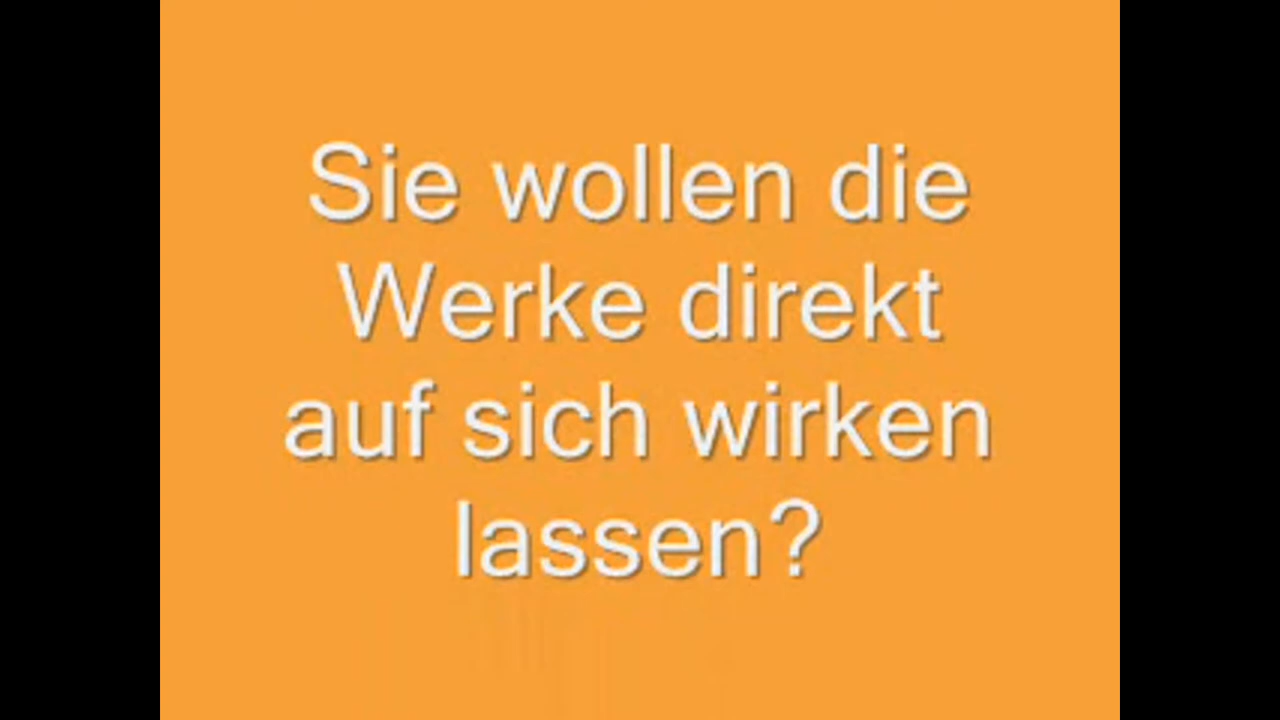 Sie wollen die
Werke direkt
auf sich wirken
lassen?